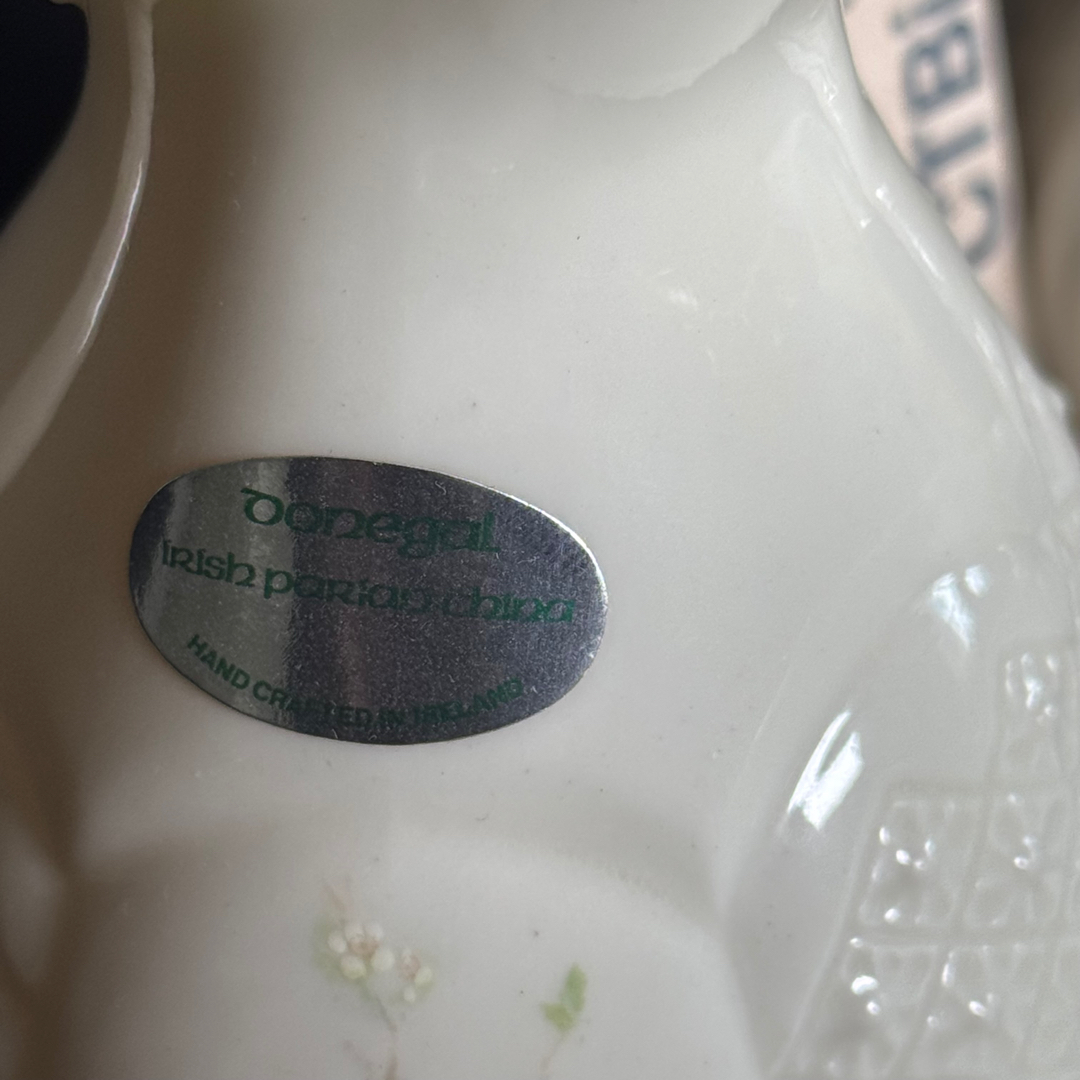 Donegal
irish parian china
HAND CRAFTED IN IRELAND